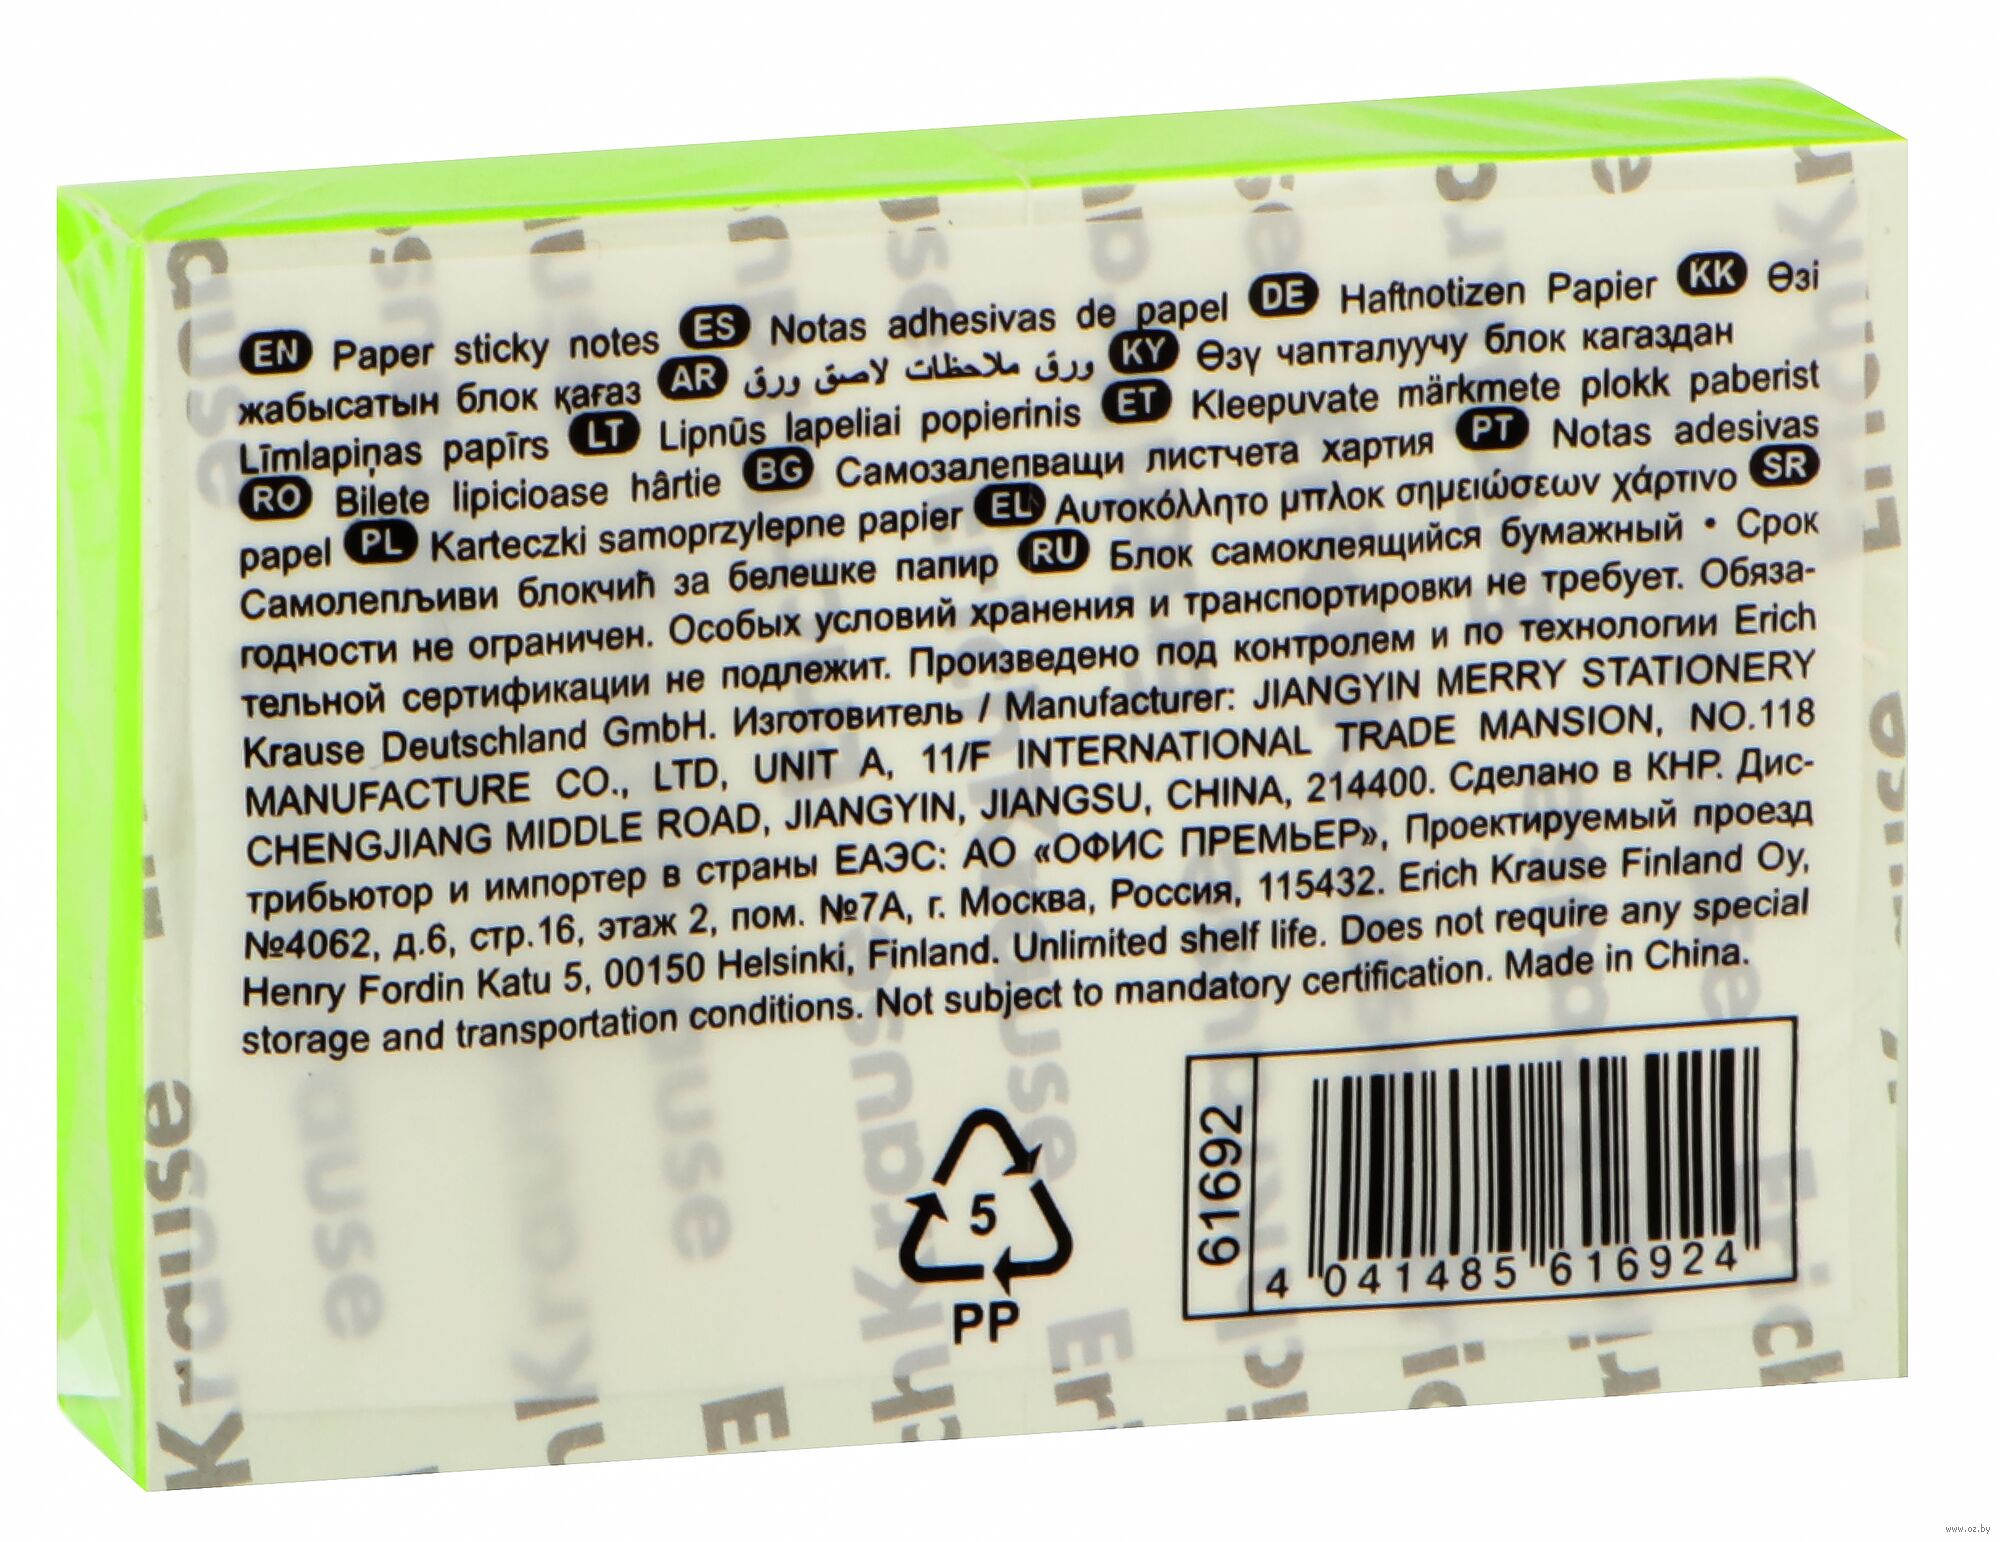 EN Paper sticky notes ES Notas adhesivas de papel DE Haftnotizen Papier KK Өзі
жабысатын блок қағаз AR ورق ملاحظات لاصق ورق KY Өзү чапталуучу блок кагаздан
Līmlapiņas papīrs LT Lipnūs lapeliai popierinis ET Kleepuvate märkmete plokk paberist
RO Bilete lipicioase hârtie BG Самозалепващи листчета хартия PT Notas adesivas
papel PL Karteczki samoprzylepne papier EL Αυτοκόλλητο μπλοκ σημειώσεων χάρτινο SR
Самолепљиви блокчић за белешке папир RU Блок самоклеящийся бумажный • Срок
годности не ограничен. Особых условий хранения и транспортировки не требует. Обяза-
тельной сертификации не подлежит. Произведено под контролем и по технологии Erich
Krause Deutschland GmbH. Изготовитель / Manufacturer: JIANGYIN MERRY STATIONERY
MANUFACTURE CO., LTD, UNIT A, 11/F INTERNATIONAL TRADE MANSION, NO.118
CHENGJIANG MIDDLE ROAD, JIANGYIN, JIANGSU, CHINA, 214400. Сделано в КНР. Дис-
трибьютор и импортер в страны ЕАЭС: АО «ОФИС ПРЕМЬЕР», Проектируемый проезд
№4062, д.6, стр.16, этаж 2, пом. №7А, г. Москва, Россия, 115432. Erich Krause Finland Oy,
Henry Fordin Katu 5, 00150 Helsinki, Finland. Unlimited shelf life. Does not require any special
storage and transportation conditions. Not subject to mandatory certification. Made in China.
5
PP
61692
4 041485 616924
Krause
ErichKrause
www.oz.by